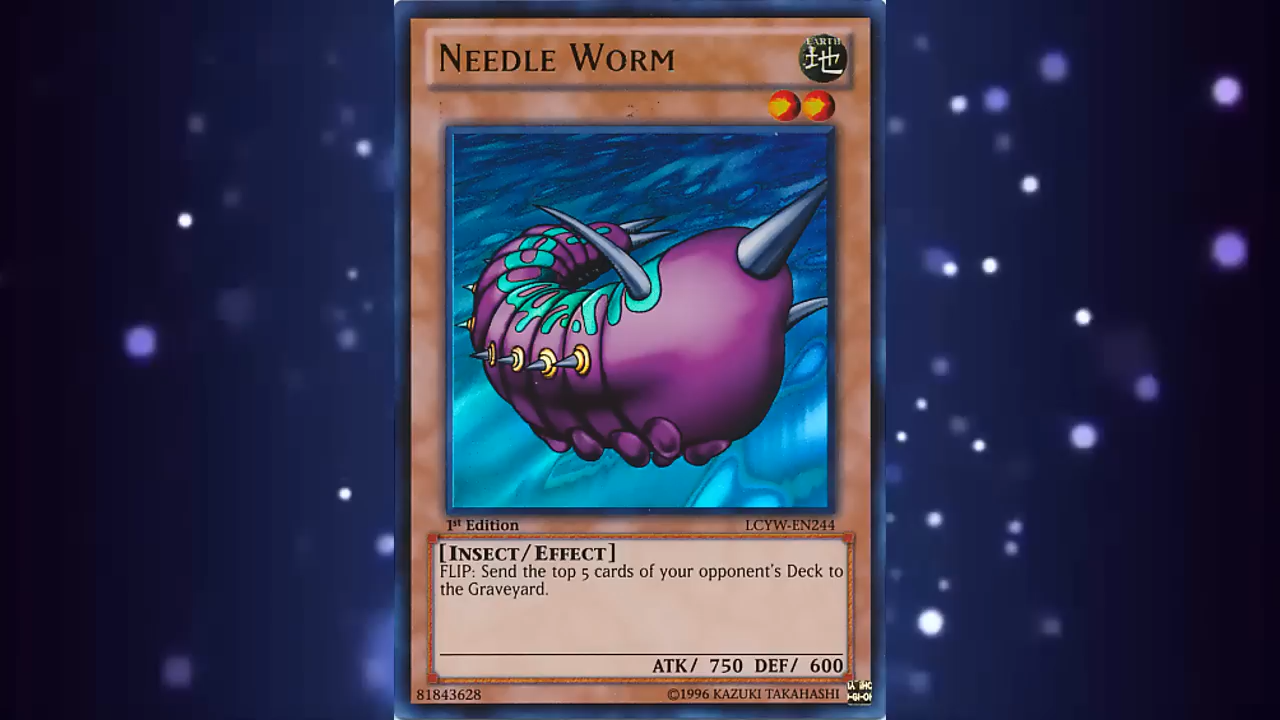 NEEDLE WORM
EARTH
地
1st Edition
LCYW-EN244
[INSECT/EFFECT]
FLIP: Send the top 5 cards of your opponent's Deck to
the Graveyard.
ATK/ 750 DEF/ 600
81843628
©1996 KAZUKI TAKAHASHI